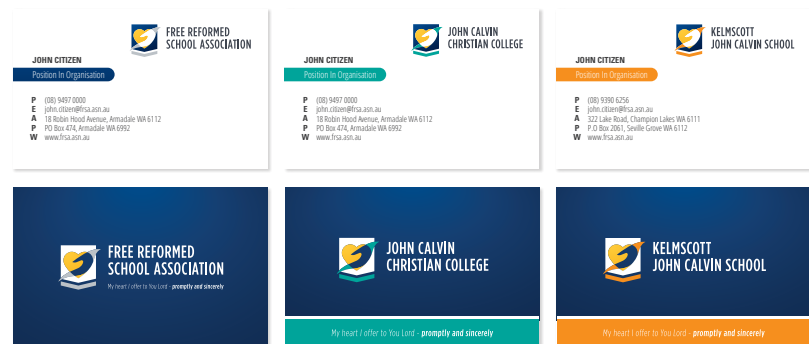 FREE REFORMED
SCHOOL ASSOCIATION
JOHN CITIZEN
Position In Organisation
P (08) 9497 0000
E john.citizen@frsa.asn.au
A 18 Robin Hood Avenue, Armadale WA 6112
P PO Box 474, Armadale WA 6992
W www.frsa.asn.au
JOHN CALVIN
CHRISTIAN COLLEGE
JOHN CITIZEN
Position In Organisation
P (08) 9497 0000
E john.citizen@frsa.asn.au
A 18 Robin Hood Avenue, Armadale WA 6112
P PO Box 474, Armadale WA 6992
W www.frsa.asn.au
KELMSCOTT
JOHN CALVIN SCHOOL
JOHN CITIZEN
Position In Organisation
P (08) 9390 6256
E john.citizen@frsa.asn.au
A 322 Lake Road, Champion Lakes WA 6111
P P.O Box 2061, Seville Grove WA 6112
W www.frsa.asn.au
FREE REFORMED
SCHOOL ASSOCIATION
My heart I offer to You Lord - promptly and sincerely
JOHN CALVIN
CHRISTIAN COLLEGE
My heart I offer to You Lord - promptly and sincerely
KELMSCOTT
JOHN CALVIN SCHOOL
My heart I offer to You Lord - promptly and sincerely